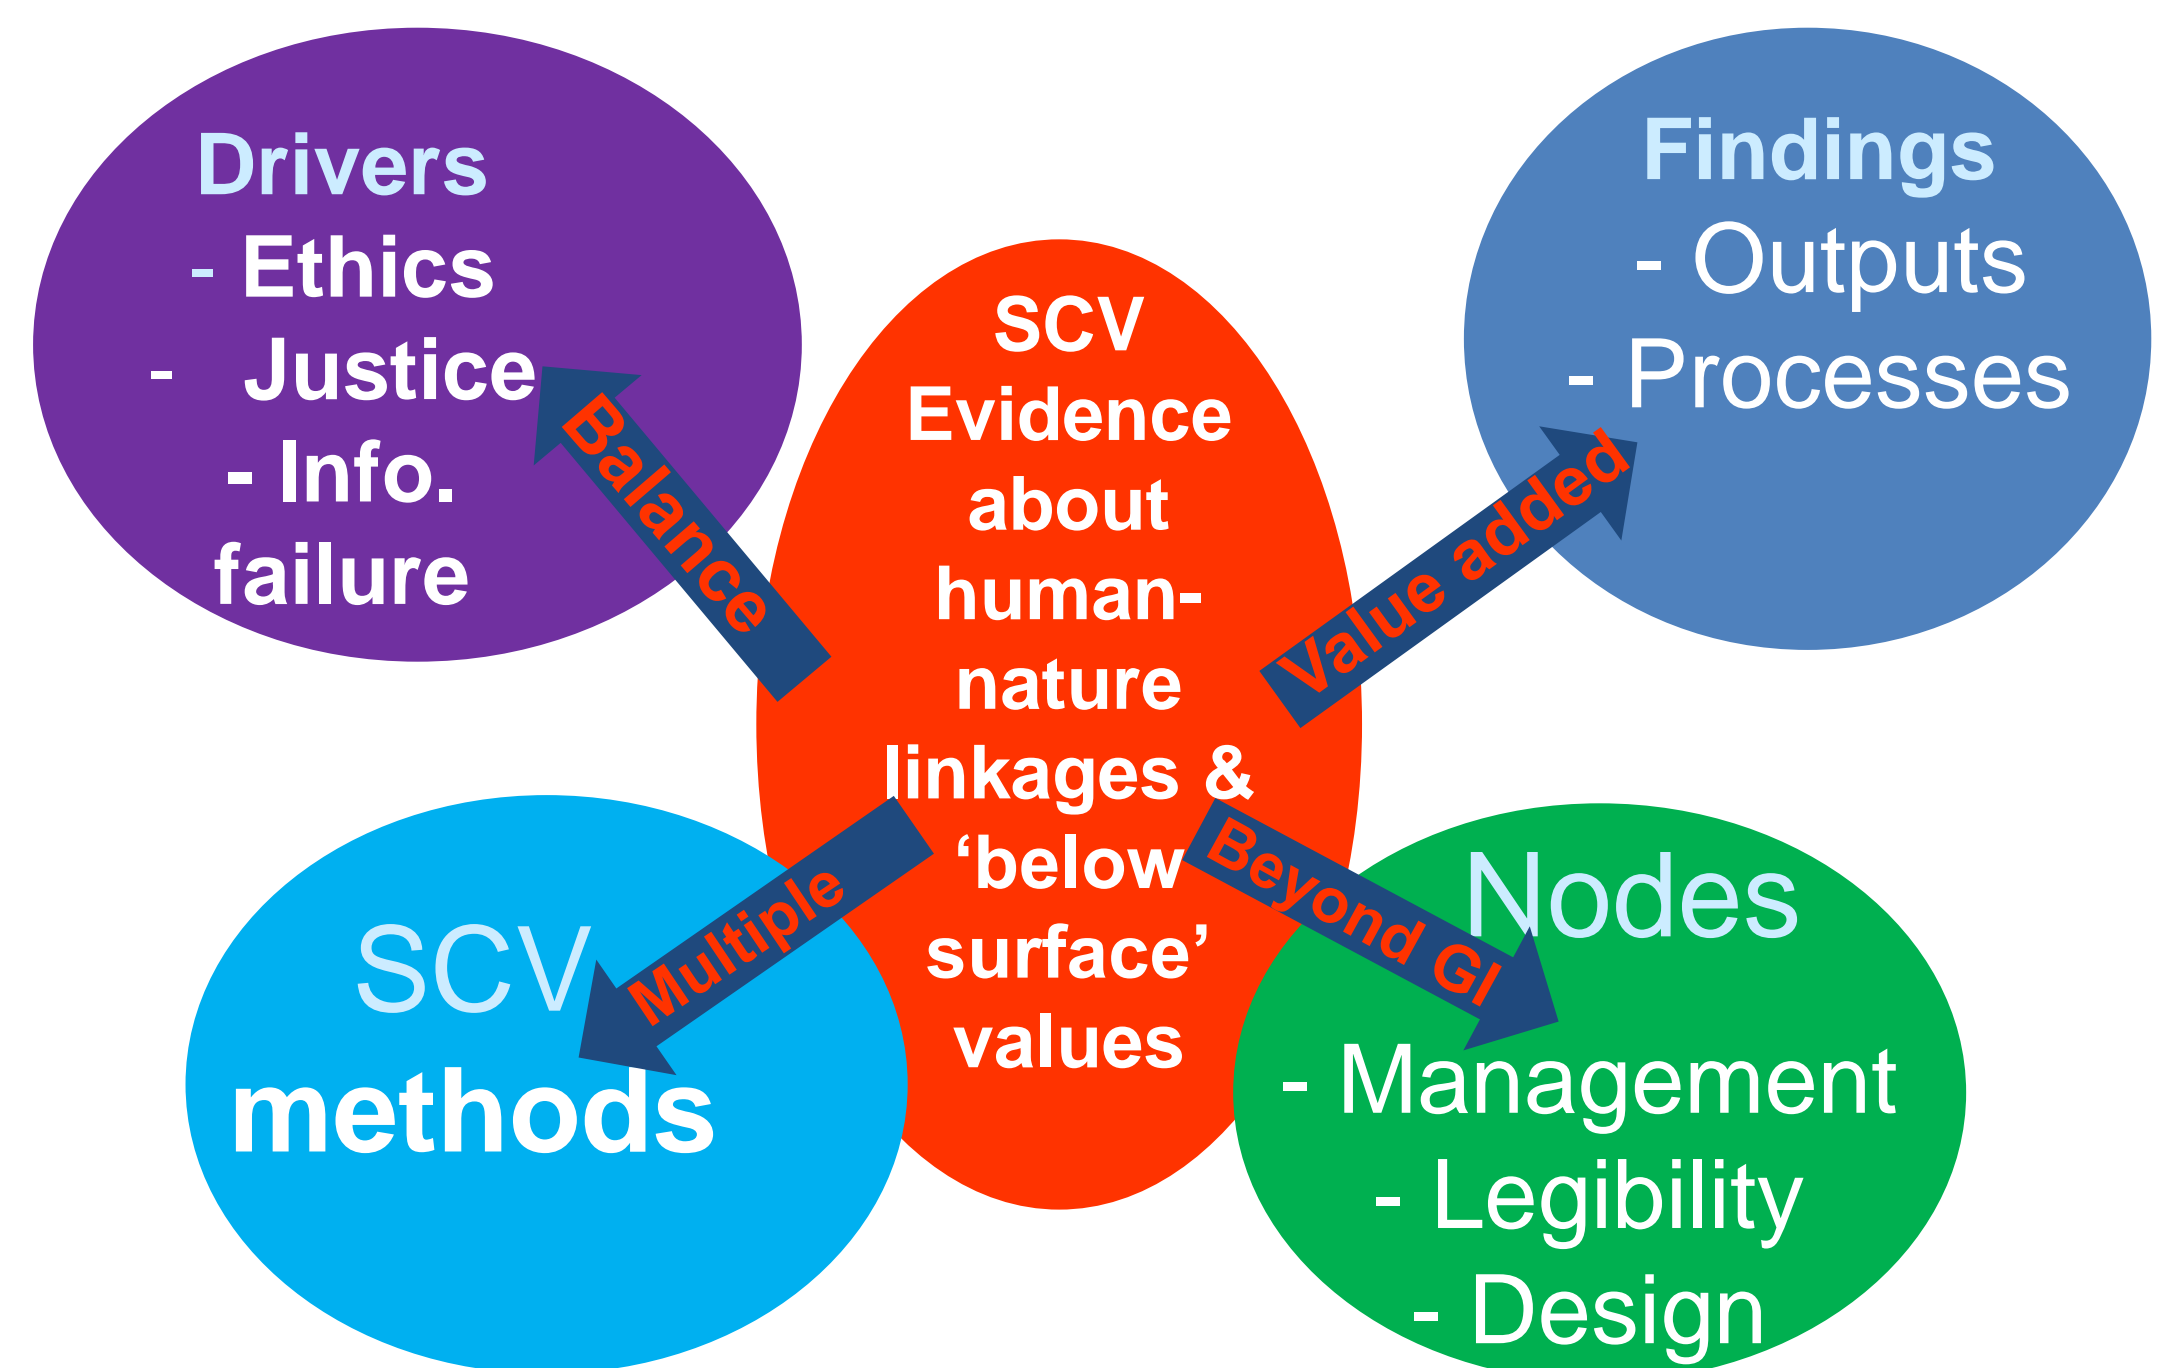 Drivers
- Ethics
- Justice
- Info.
failure
Balance
Findings
- Outputs
- Processes
Value added
SCV
Evidence
about
human-
nature
linkages &
‘below
surface’
values
Multiple
SCV
methods
Beyond GI
Nodes
- Management
- Legibility
- Design